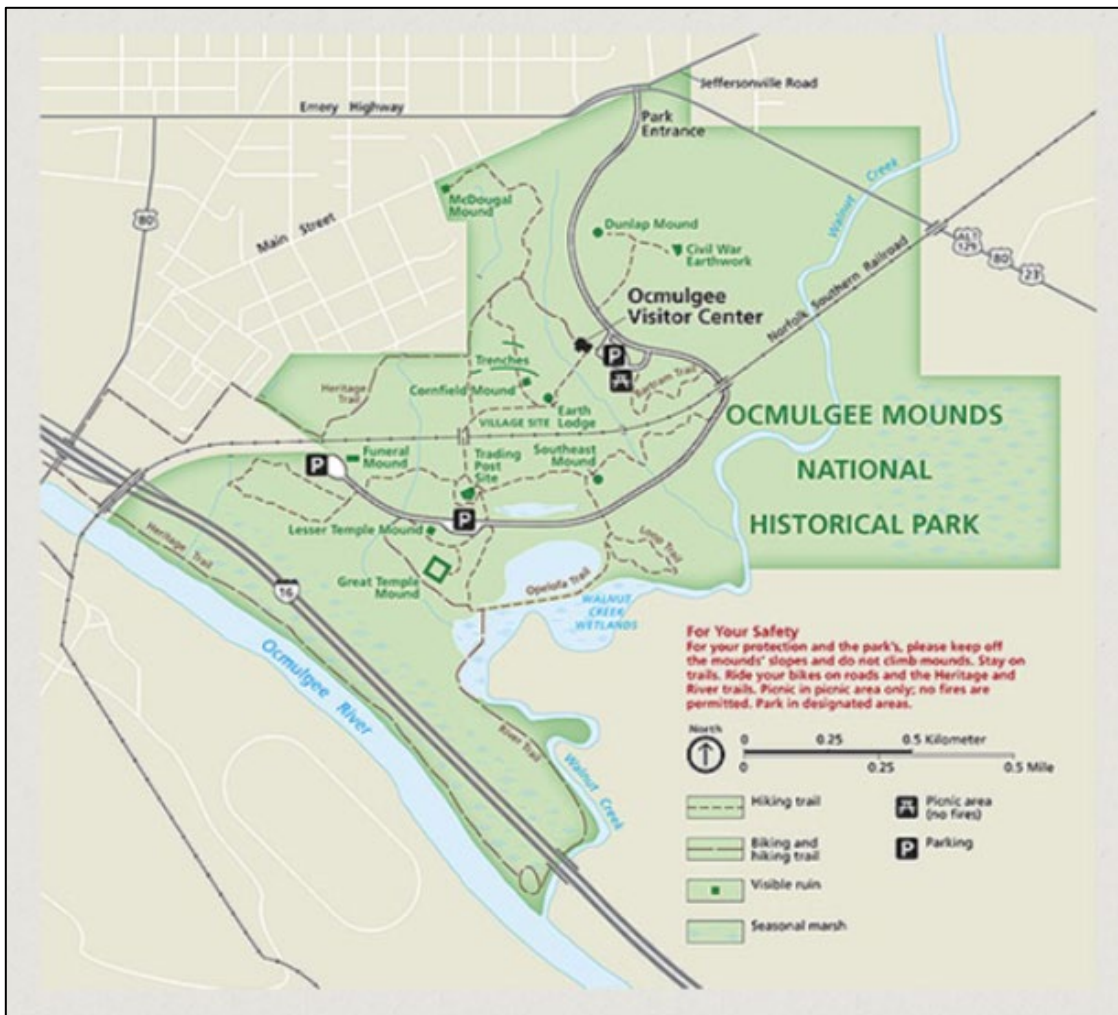 Jeffersonville Road
Emery Highway
Park
Entrance
McDougal
Mound
Main Street
80
Dunlap Mound
Civil War
Earthwork
Walnut Creek
ALT
129
80
23
Ocmulgee
Visitor Center
Norfolk Southern Railroad
P
Trenches
Cornfield Mound
Bartram Trail
Heritage
Trail
VILLAGE SITE
Earth
Lodge
OCMULGEE MOUNDS
NATIONAL
HISTORICAL PARK
Funeral
Mound
P
Trading
Post
Site
Southeast Mound
Lesser Temple Mound
P
Heritage Trail
Loop Trail
Great Temple
Mound
Opelofa Trail
16
WALNUT
CREEK
WETLANDS
Ocmulgee River
River Trail
Walnut Creek
For Your Safety
For your protection and the park's, please keep off
the mounds' slopes and do not climb mounds. Stay on
trails. Ride your bikes on roads and the Heritage and
River trails. Picnic in picnic area only; no fires are
permitted. Park in designated areas.
North
0 0.25 0.5 Kilometer
0 0.25 0.5 Mile
Hiking trail
Picnic area
(no fires)
Biking and
hiking trail
P Parking
Visible ruin
Seasonal marsh